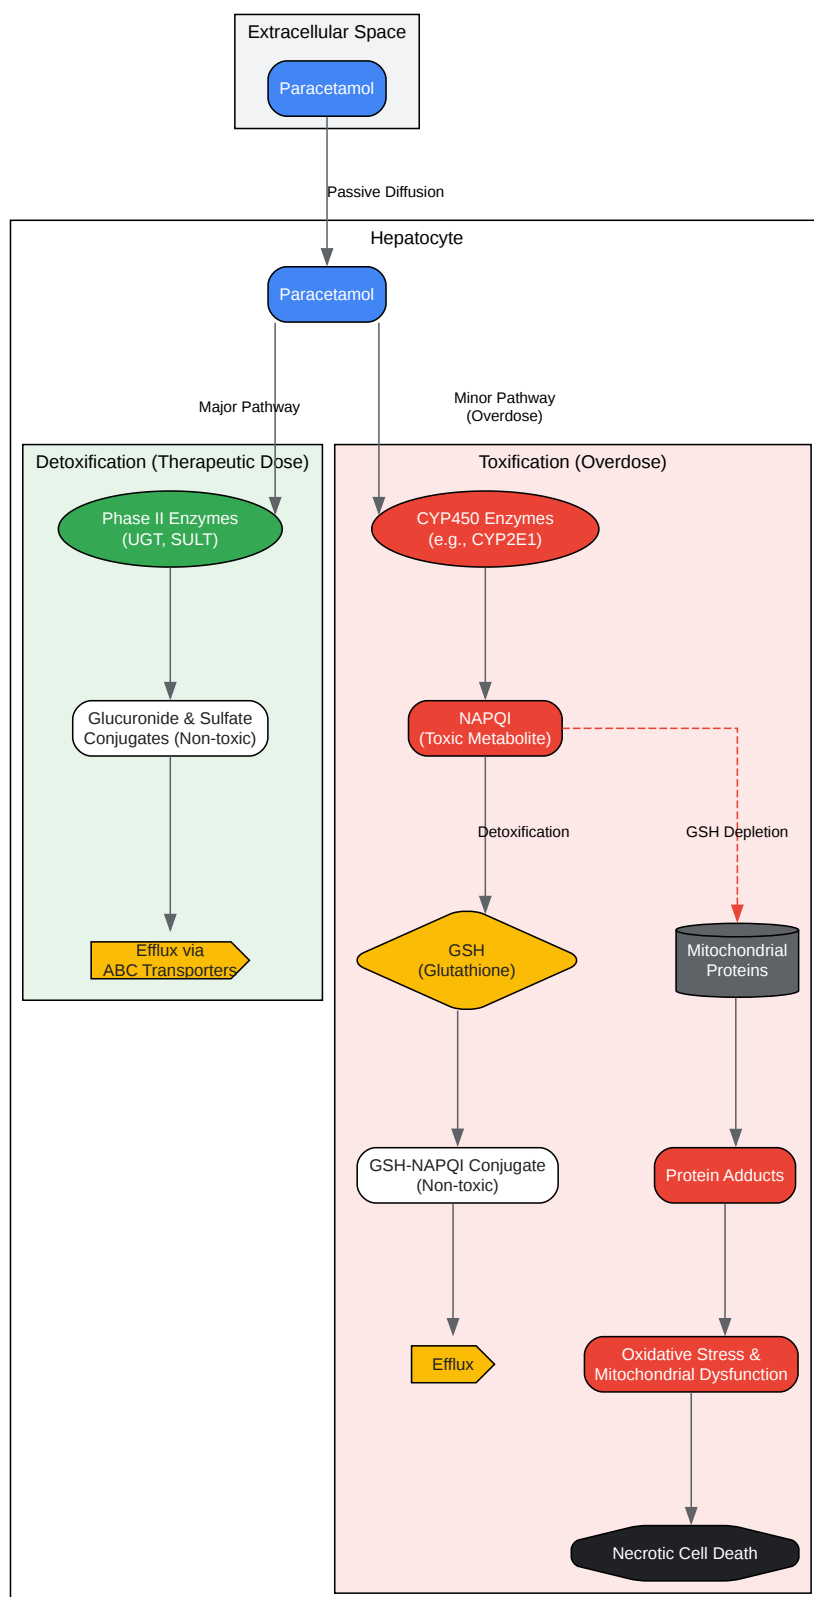 Extracellular Space
Paracetamol
Passive Diffusion
Hepatocyte
Paracetamol
Major Pathway
Minor Pathway
(Overdose)
Detoxification (Therapeutic Dose)
Phase II Enzymes
(UGT, SULT)
Glucuronide & Sulfate
Conjugates (Non-toxic)
Efflux via
ABC Transporters
Toxification (Overdose)
CYP450 Enzymes
(e.g., CYP2E1)
NAPQI
(Toxic Metabolite)
Detoxification
GSH Depletion
GSH
(Glutathione)
Mitochondrial
Proteins
GSH-NAPQI Conjugate
(Non-toxic)
Protein Adducts
Efflux
Oxidative Stress &
Mitochondrial Dysfunction
Necrotic Cell Death